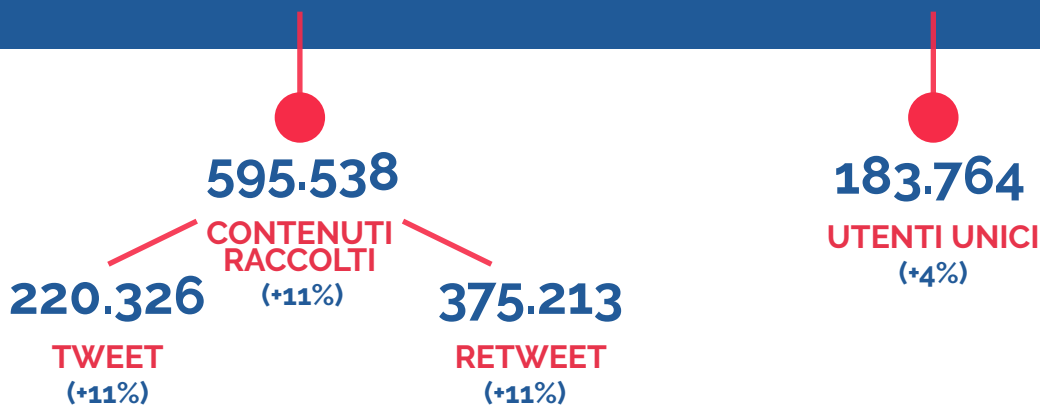 595.538
CONTENUTI
RACCOLTI
(+11%)
220.326
TWEET
(+11%)
375.213
RETWEET
(+11%)
183.764
UTENTI UNICI
(+4%)